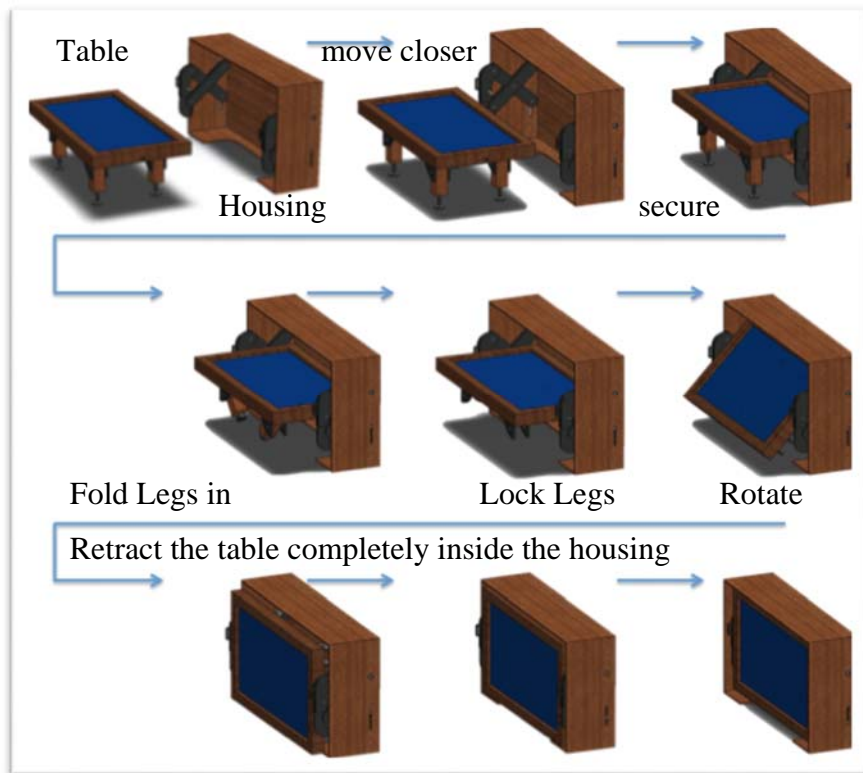 Table
move closer
Housing
secure
Fold Legs in
Lock Legs
Rotate
Retract the table completely inside the housing